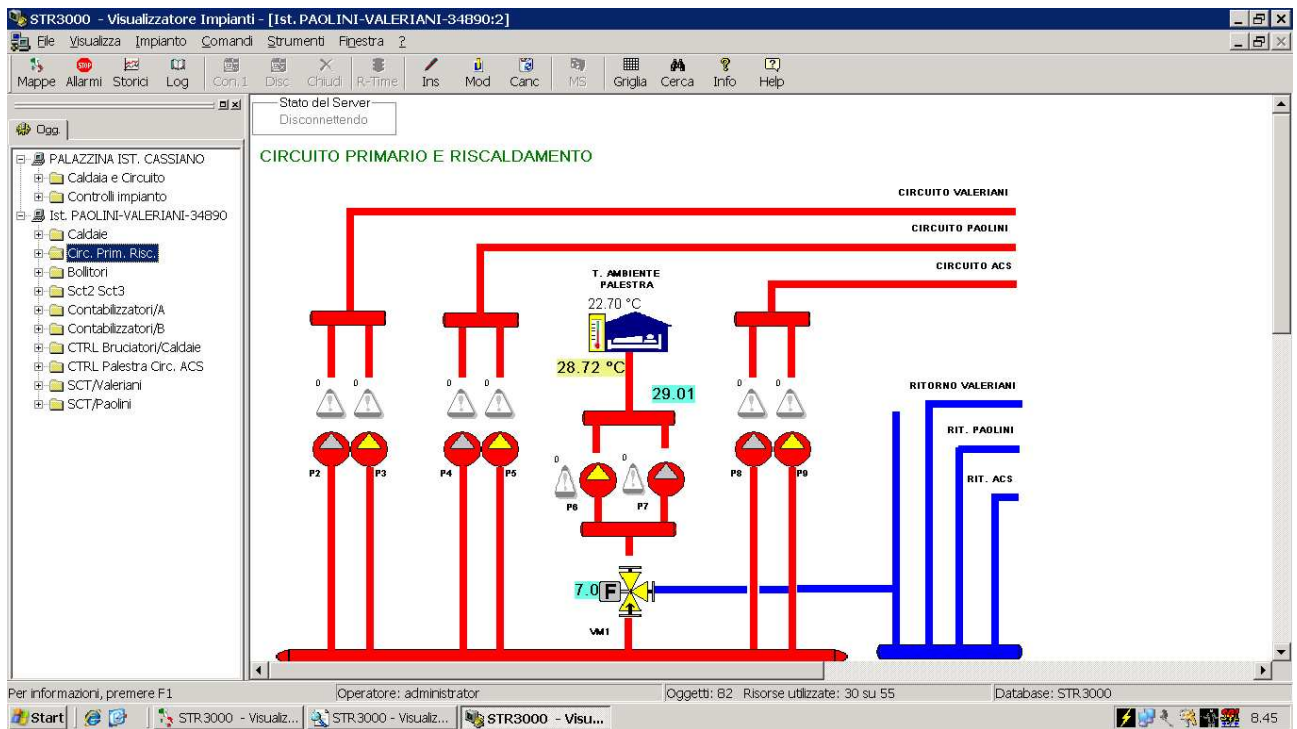 STR3000 - Visualizzatore Impianti - [Ist. PAOLINI-VALERIANI-34890:2]
File Visualizza Impianto Comandi Strumenti Finestra ?
Mappe Allarmi Storici Log Con.1 Disc Chiudi R-Time Ins Mod Canc MS Griglia Cerca Info Help
Ogg.
PALAZZINA IST. CASSIANO
Caldaia e Circuito
Controlli impianto
Ist. PAOLINI-VALERIANI-34890
Caldaie
Circ. Prim. Risc.
Bollitori
Sct2 Sct3
Contabilizzatori/A
Contabilizzatori/B
CTRL Bruciatori/Caldaie
CTRL Palestra Circ. ACS
SCT/Valeriani
SCT/Paolini
Stato del Server
Disconnettendo
CIRCUITO PRIMARIO E RISCALDAMENTO
CIRCUITO VALERIANI
CIRCUITO PAOLINI
CIRCUITO ACS
T. AMBIENTE
PALESTRA
22.70 °C
28.72 °C
29.01
0 0 0 0 0 0
RITORNO VALERIANI
RIT. PAOLINI
RIT. ACS
P2 P3 P4 P5 P8 P9
0 0
P6 P7
7.0 F
VM1
Per informazioni, premere F1 Operatore: administrator Oggetti: 82 Risorse utilizzate: 30 su 55 Database: STR3000
Start STR3000 - Visualiz... STR3000 - Visualiz... STR3000 - Visu... 8.45